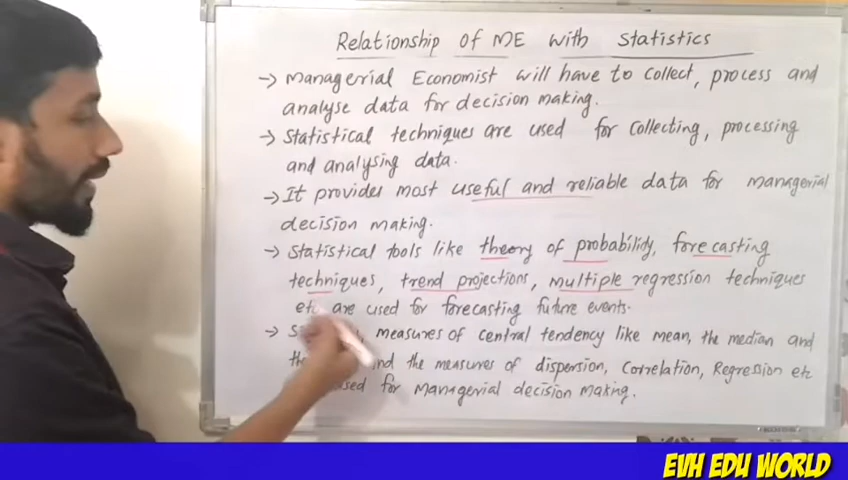 Relationship of ME with Statistics
→ Managerial Economist will have to collect, process and
analyse data for decision making.
→ Statistical techniques are used for collecting, processing
and analysing data.
→ It provides most useful and reliable data for managerial
decision making.
→ Statistical tools like theory of probability, forecasting
techniques, trend projections, multiple regression techniques
etc are used for forecasting future events.
→ measures of central tendency like mean, the median and
and the measures of dispersion, Correlation, Regression etc
used for Managerial decision making.
EVH EDU WORLD